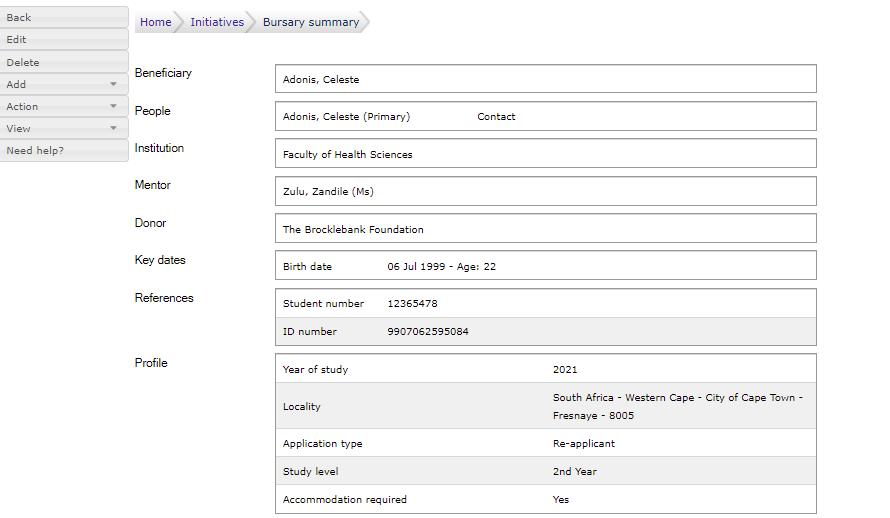 Back
Edit
Delete
Add
Action
View
Need help?
Home Initiatives Bursary summary
Beneficiary Adonis, Celeste
People Adonis, Celeste (Primary) Contact
Institution Faculty of Health Sciences
Mentor Zulu, Zandile (Ms)
Donor The Brocklebank Foundation
Key dates Birth date 06 Jul 1999 - Age: 22
References Student number 12365478
ID number 9907062595084
Profile Year of study 2021
Locality South Africa - Western Cape - City of Cape Town -
Fresnaye - 8005
Application type Re-applicant
Study level 2nd Year
Accommodation required Yes